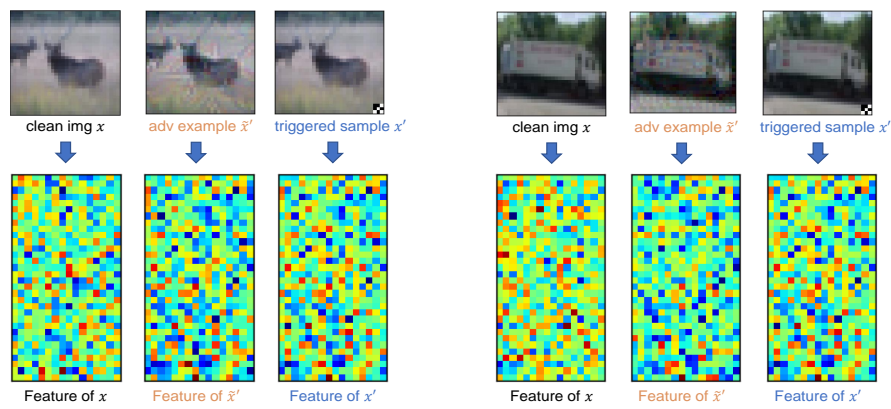 clean img x
adv example x̃′
triggered sample x′
clean img x
adv example x̃′
triggered sample x′
Feature of x
Feature of x̃′
Feature of x′
Feature of x
Feature of x̃′
Feature of x′